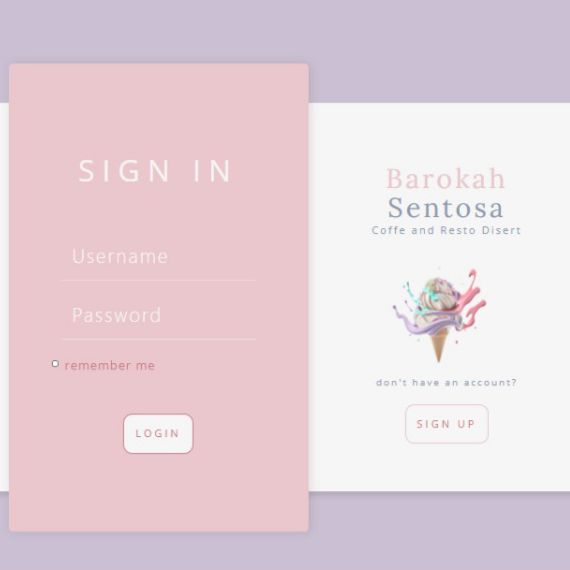 SIGN IN
Username
Password
remember me
LOGIN
Barokah
Sentosa
Coffe and Resto Disert
don't have an account?
SIGN UP